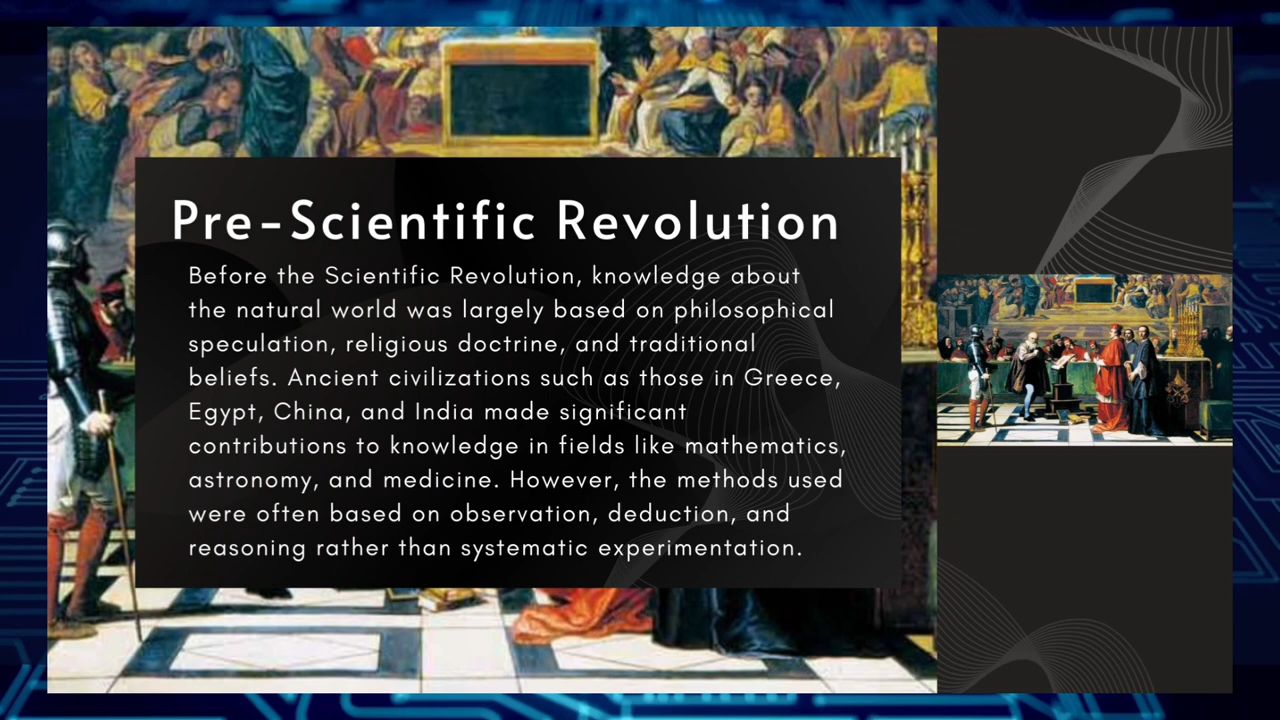 Pre-Scientific Revolution
Before the Scientific Revolution, knowledge about
the natural world was largely based on philosophical
speculation, religious doctrine, and traditional
beliefs. Ancient civilizations such as those in Greece,
Egypt, China, and India made significant
contributions to knowledge in fields like mathematics,
astronomy, and medicine. However, the methods used
were often based on observation, deduction, and
reasoning rather than systematic experimentation.